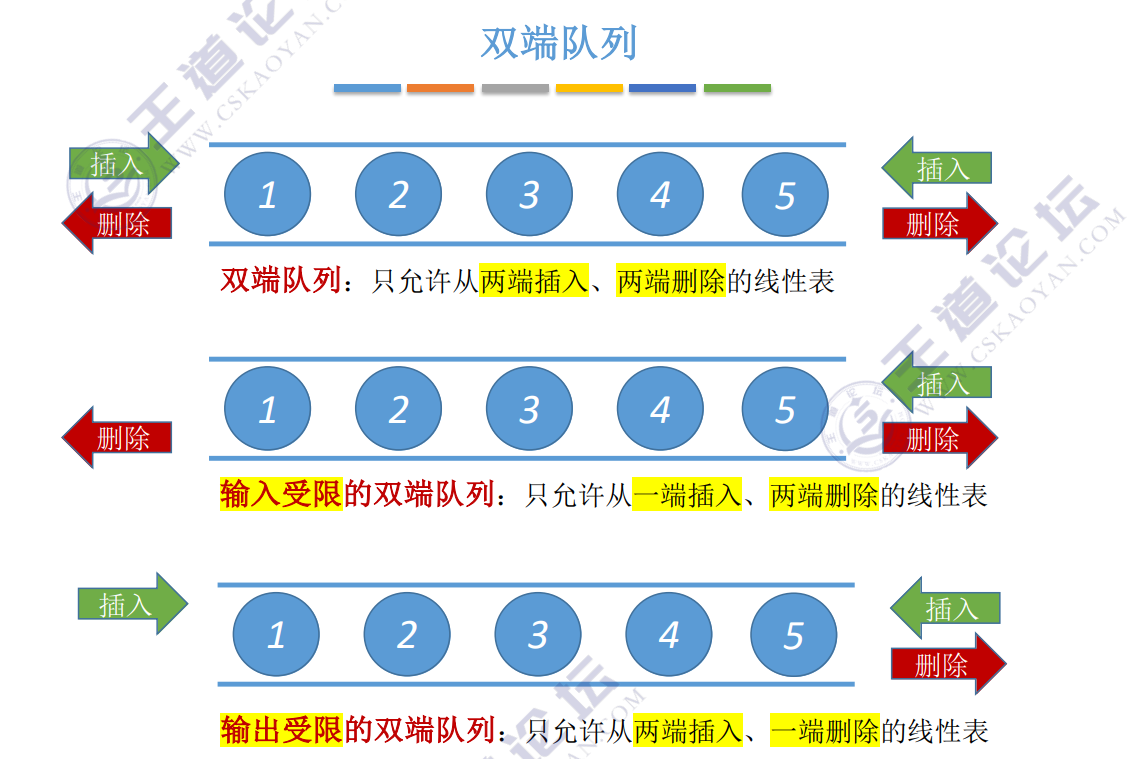 双端队列
插入 插入
1 2 3 4 5
删除 删除
双端队列：只允许从两端插入、两端删除的线性表
插入
1 2 3 4 5
删除 删除
输入受限的双端队列：只允许从一端插入、两端删除的线性表
插入 插入
1 2 3 4 5
删除
输出受限的双端队列：只允许从两端插入、一端删除的线性表
王道论坛
WWW.CSKAOYAN.COM
王道论坛
WWW.CSKAOYAN.COM